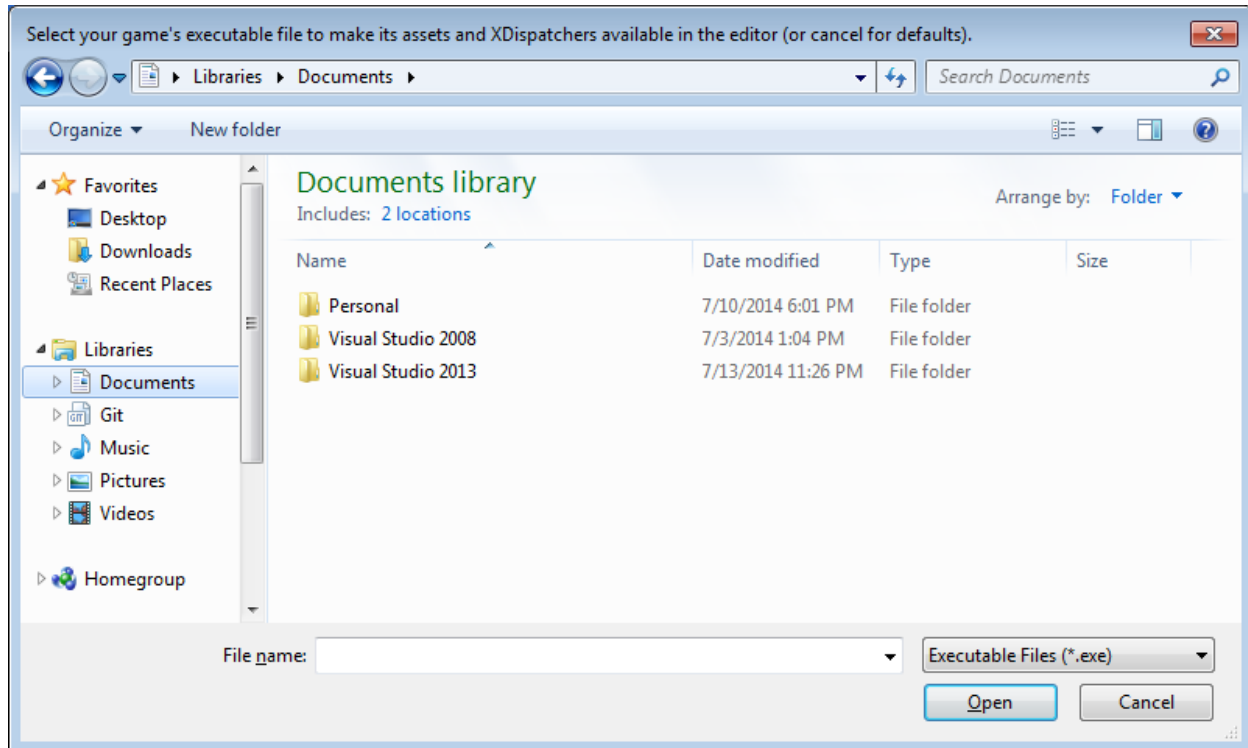 Select your game's executable file to make its assets and XDispatchers available in the editor (or cancel for defaults).
Libraries Documents
Search Documents
Organize New folder
Favorites
Desktop
Downloads
Recent Places
Libraries
Documents
Git
Music
Pictures
Videos
Homegroup
Documents library
Includes: 2 locations
Arrange by: Folder
Name Date modified Type Size
Personal 7/10/2014 6:01 PM File folder
Visual Studio 2008 7/3/2014 1:04 PM File folder
Visual Studio 2013 7/13/2014 11:26 PM File folder
File name:
Executable Files (*.exe)
Open Cancel